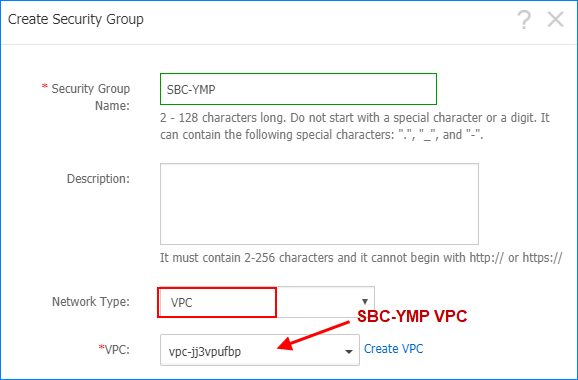 Create Security Group
?
* Security Group Name:
SBC-YMP
2 - 128 characters long. Do not start with a special character or a digit. It
can contain the following special characters: ".", "_", and "-".
Description:
It must contain 2-256 characters and it cannot begin with http:// or https://
Network Type:
VPC
SBC-YMP VPC
*VPC:
vpc-jj3vpufbp
Create VPC